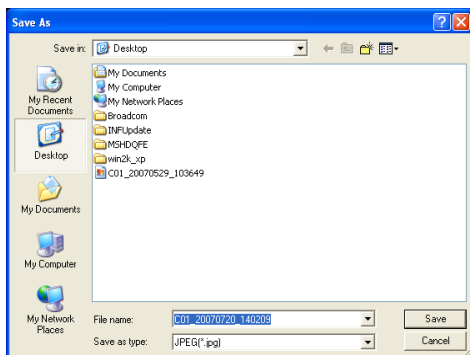 Save As
Save in:
Desktop
My Recent
Documents
Desktop
My Documents
My Computer
My Network
Places
My Documents
My Computer
My Network Places
Broadcom
INFUpdate
MSHDQFE
win2k_xp
C01_20070529_103649
File name:
C01_20070720_140209
Save
Save as type:
JPEG(*.jpg)
Cancel